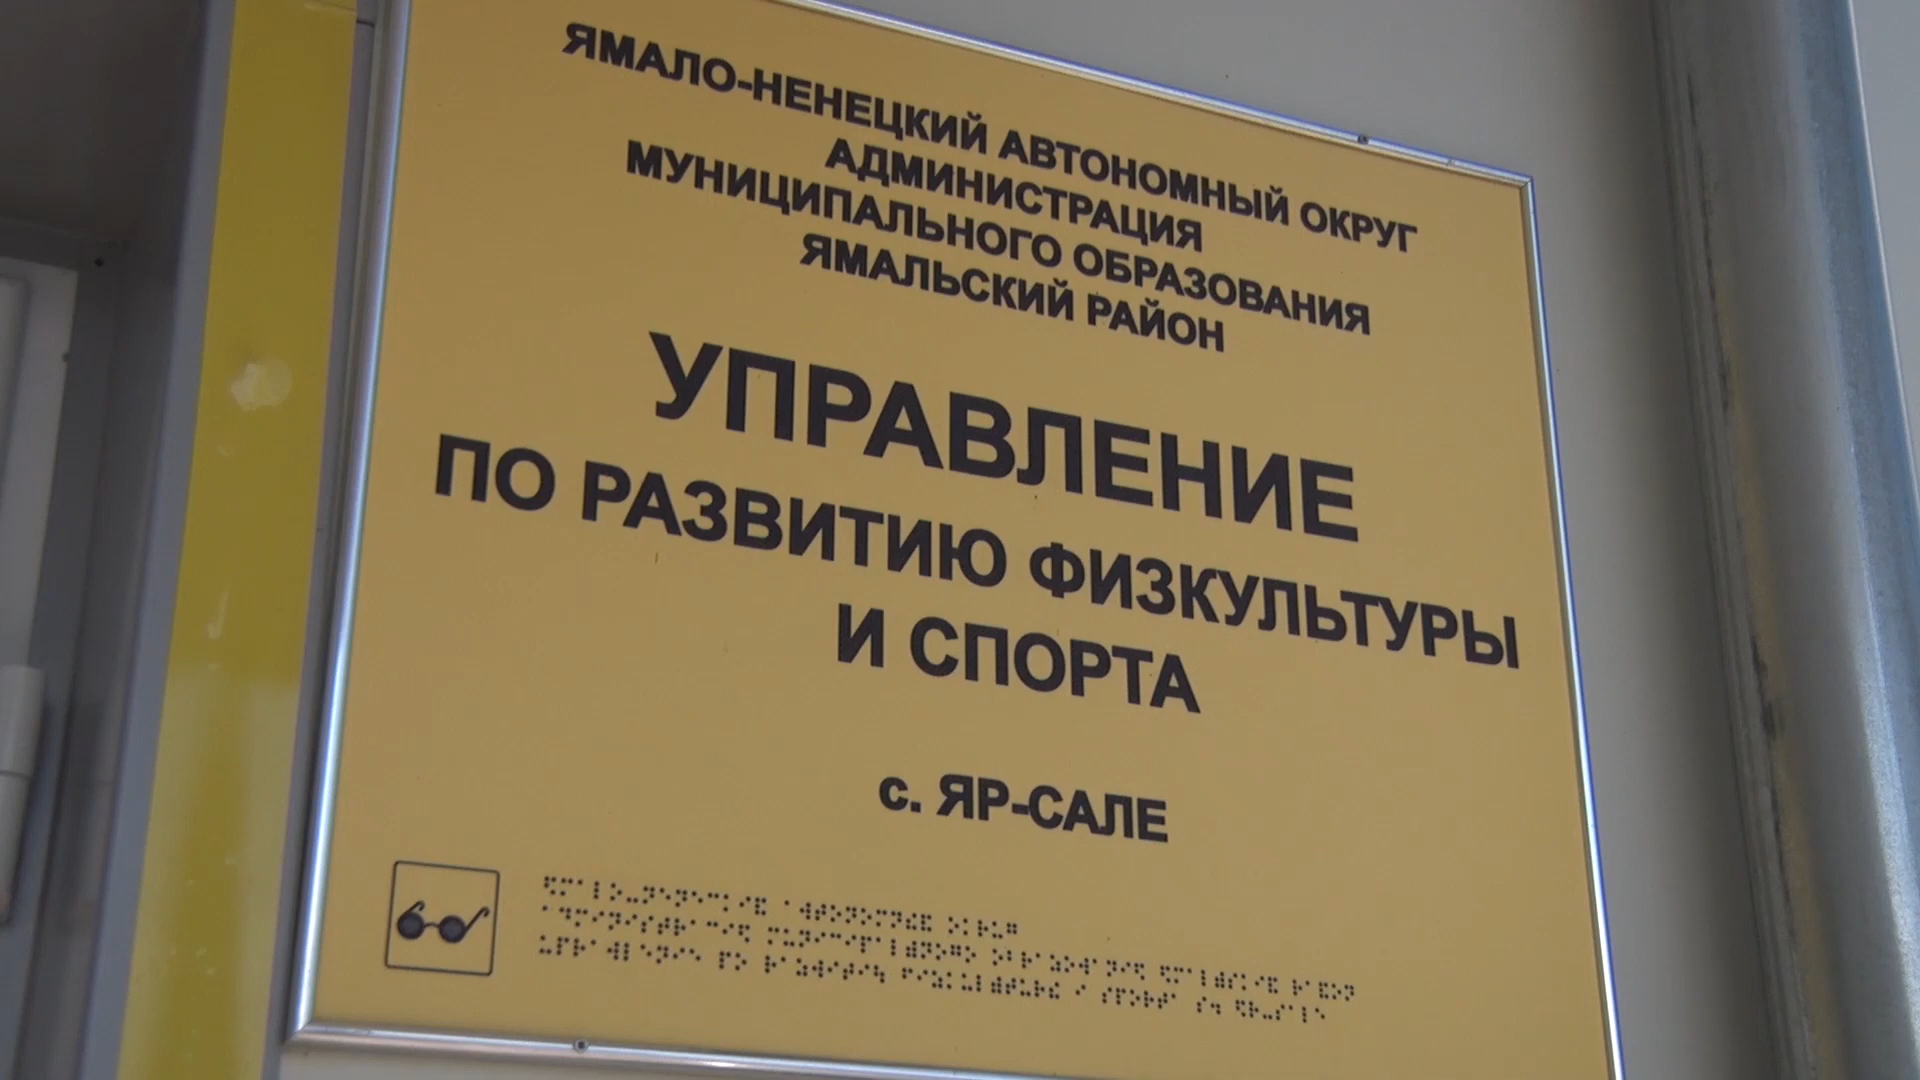 ЯМАЛО-НЕНЕЦКИЙ АВТОНОМНЫЙ ОКРУГ
АДМИНИСТРАЦИЯ
МУНИЦИПАЛЬНОГО ОБРАЗОВАНИЯ
ЯМАЛЬСКИЙ РАЙОН
УПРАВЛЕНИЕ
ПО РАЗВИТИЮ ФИЗКУЛЬТУРЫ
И СПОРТА
с. ЯР-САЛЕ